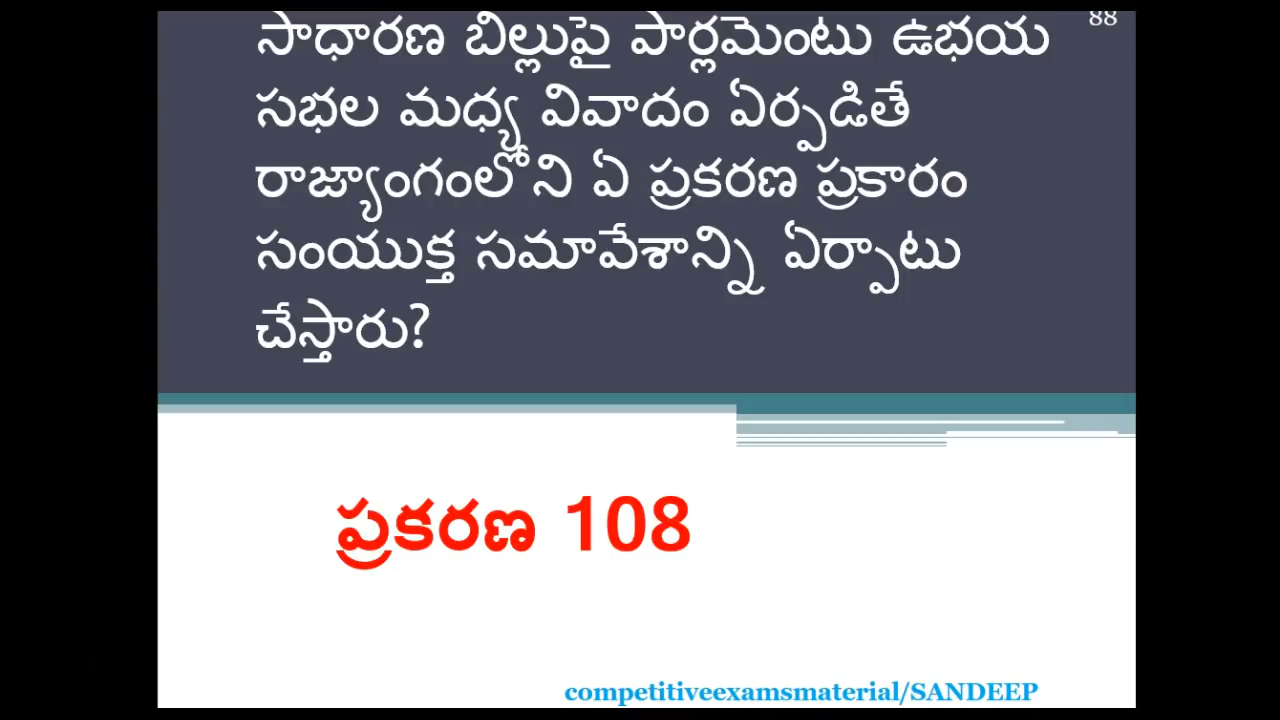 88
సాధారణ బిల్లుపై పార్లమెంటు ఉభయ
సభల మధ్య వివాదం ఏర్పడితే
రాజ్యాంగంలోని ఏ ప్రకరణ ప్రకారం
సంయుక్త సమావేశాన్ని ఏర్పాటు
చేస్తారు?
ప్రకరణ 108
competitiveexamsmaterial/SANDEEP